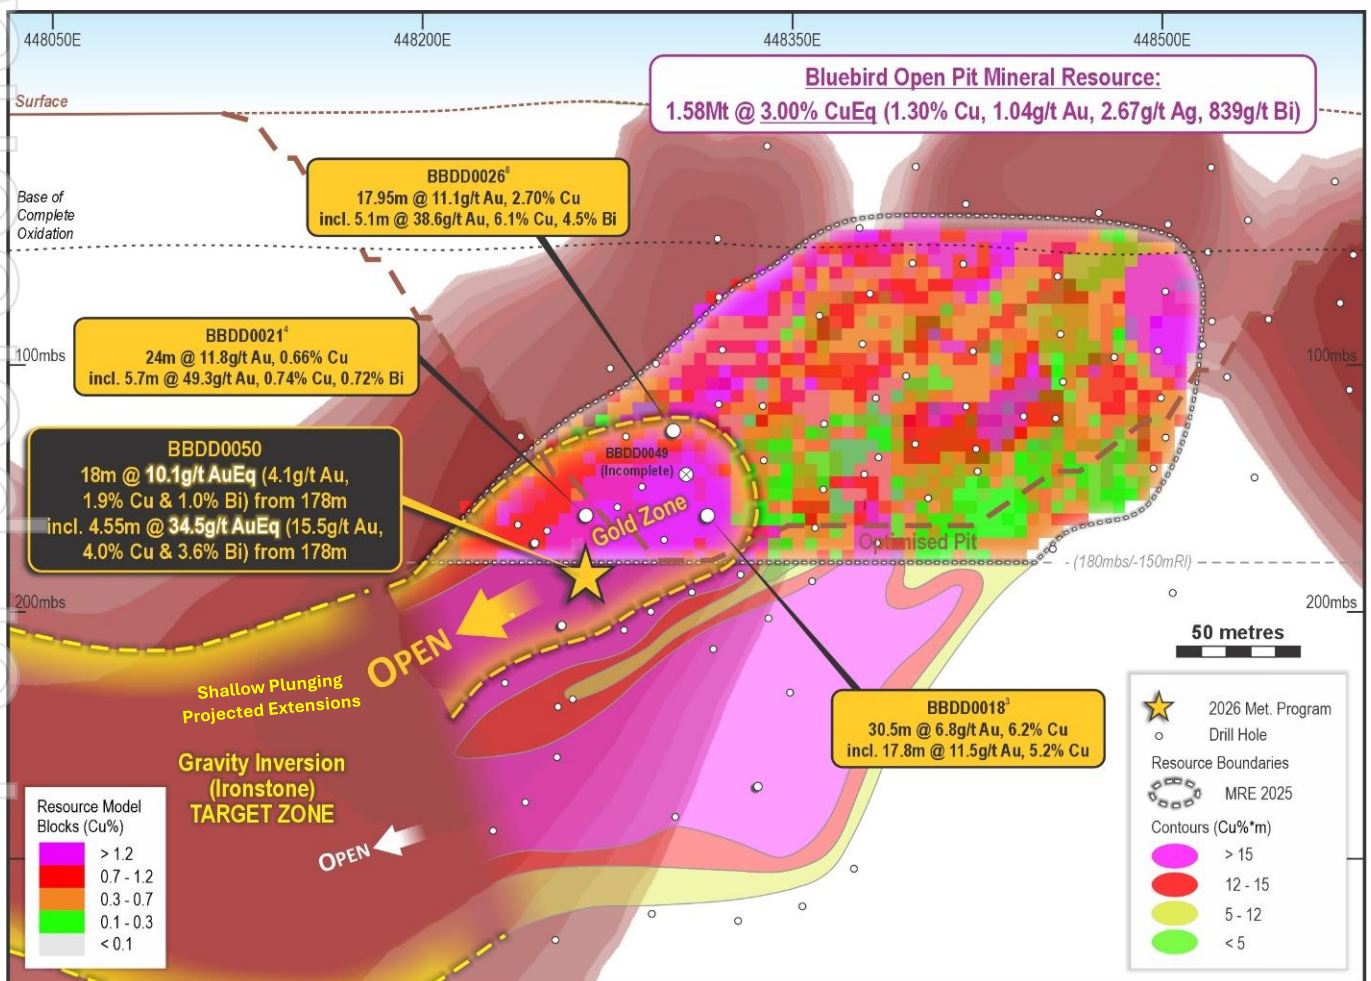 448050E
448200E
448350E
448500E
Bluebird Open Pit Mineral Resource:
1.58Mt @ 3.00% CuEq (1.30% Cu, 1.04g/t Au, 2.67g/t Ag, 839g/t Bi)
Surface
Base of
Complete
Oxidation
BBDD0026⁶
17.95m @ 11.1g/t Au, 2.70% Cu
incl. 5.1m @ 38.6g/t Au, 6.1% Cu, 4.5% Bi
BBDD0021⁴
24m @ 11.8g/t Au, 0.66% Cu
incl. 5.7m @ 49.3g/t Au, 0.74% Cu, 0.72% Bi
100mbs
100mbs
BBDD0050
18m @ 10.1g/t AuEq (4.1g/t Au,
1.9% Cu & 1.0% Bi) from 178m
incl. 4.55m @ 34.5g/t AuEq (15.5g/t Au,
4.0% Cu & 3.6% Bi) from 178m
BBDD0049
(Incomplete)
Gold Zone
Optimised Pit
(180mbs/-150mRl)
200mbs
200mbs
OPEN
50 metres
Shallow Plunging
Projected Extensions
BBDD0018³
30.5m @ 6.8g/t Au, 6.2% Cu
incl. 17.8m @ 11.5g/t Au, 5.2% Cu
Gravity Inversion
(Ironstone)
TARGET ZONE
OPEN
Resource Model
Blocks (Cu%)
> 1.2
0.7 - 1.2
0.3 - 0.7
0.1 - 0.3
< 0.1
2026 Met. Program
Drill Hole
Resource Boundaries
MRE 2025
Contours (Cu%*m)
> 15
12 - 15
5 - 12
< 5